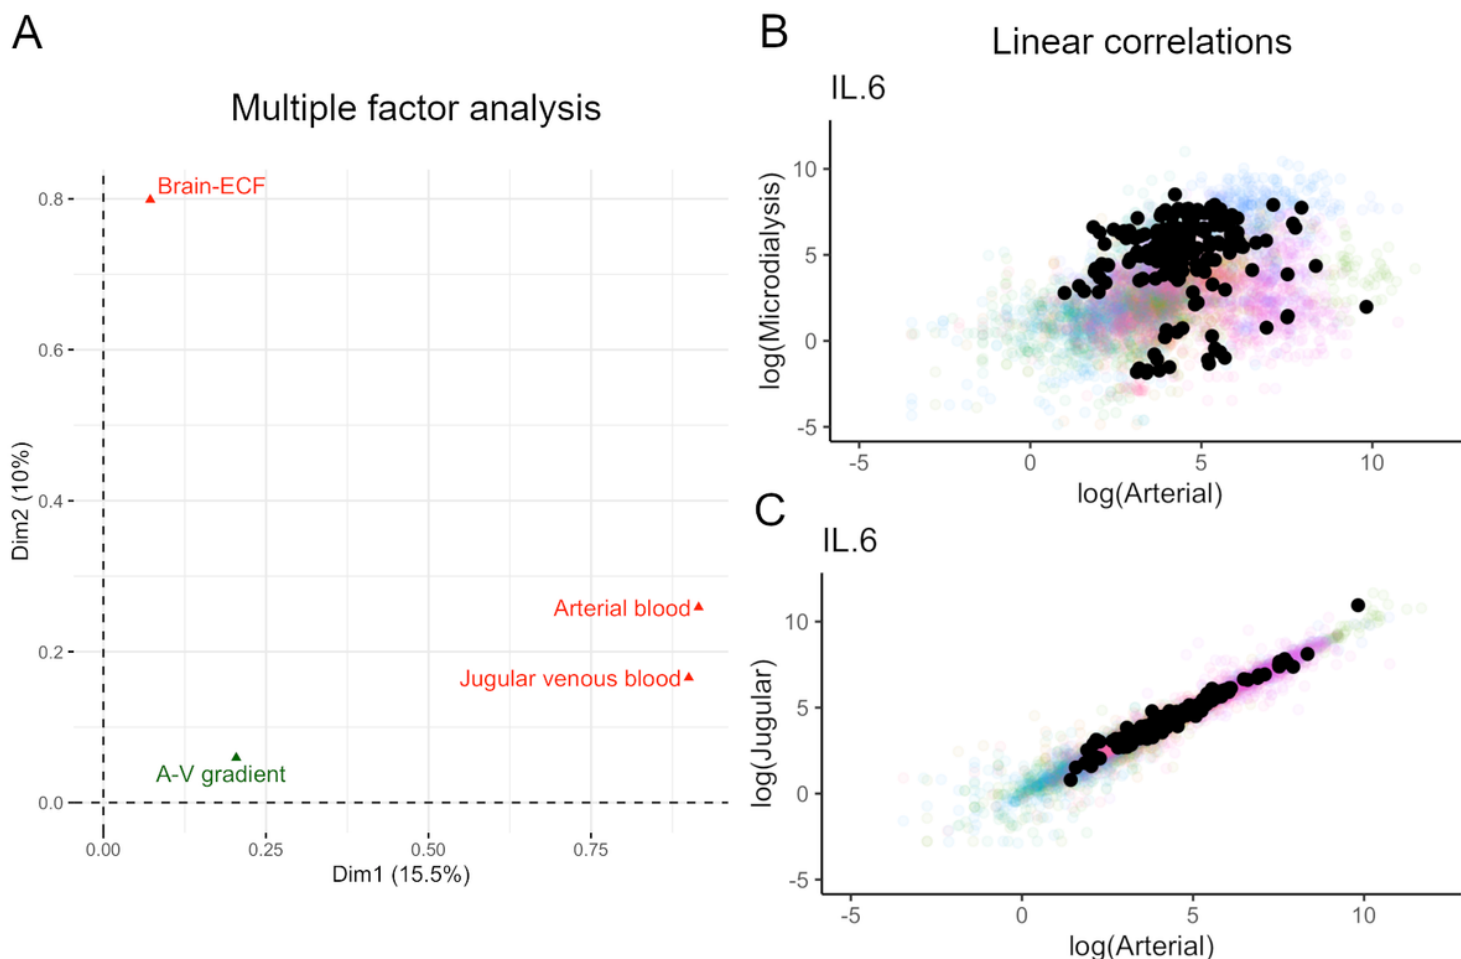 A
Multiple factor analysis
Brain-ECF
Arterial blood
Jugular venous blood
A-V gradient
0.8
0.6
0.4
0.2
0.0
Dim2 (10%)
0.00 0.25 0.50 0.75
Dim1 (15.5%)
B
Linear correlations
IL.6
log(Microdialysis)
10
5
0
-5
-5 0 5 10
log(Arterial)
C
IL.6
log(Jugular)
10
5
0
-5
-5 0 5 10
log(Arterial)